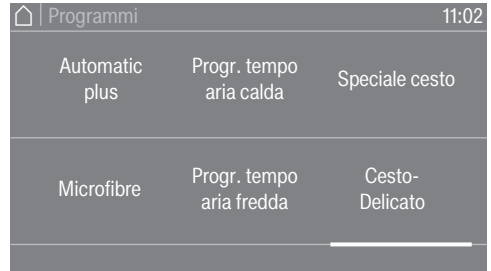 Programmi 11:02
Automatic
plus
Progr. tempo
aria calda
Speciale cesto
Microfibre
Progr. tempo
aria fredda
Cesto-
Delicato